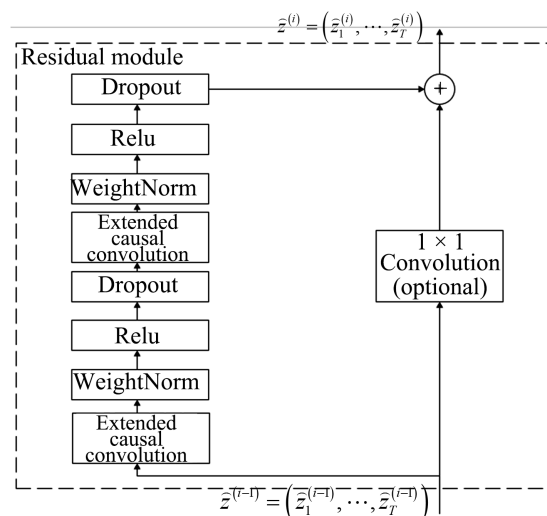 ẑ^(i) = (ẑ_1^(i), ⋯, ẑ_T^(i))
Residual module
Dropout
+
Relu
WeightNorm
Extended
causal
convolution
1 × 1
Convolution
(optional)
Dropout
Relu
WeightNorm
Extended
causal
convolution
ẑ^(i-1) = (ẑ_1^(i-1), ⋯, ẑ_T^(i-1))